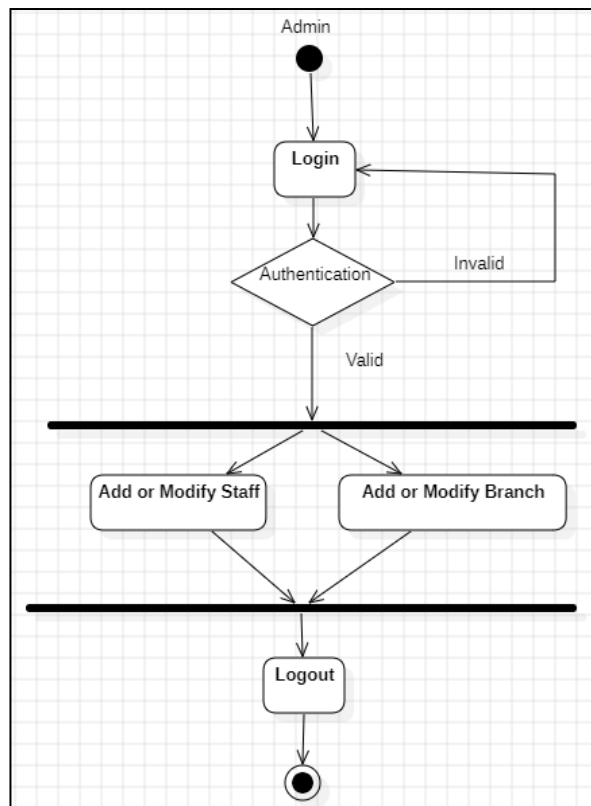 Admin
Login
Authentication
Invalid
Valid
Add or Modify Staff
Add or Modify Branch
Logout